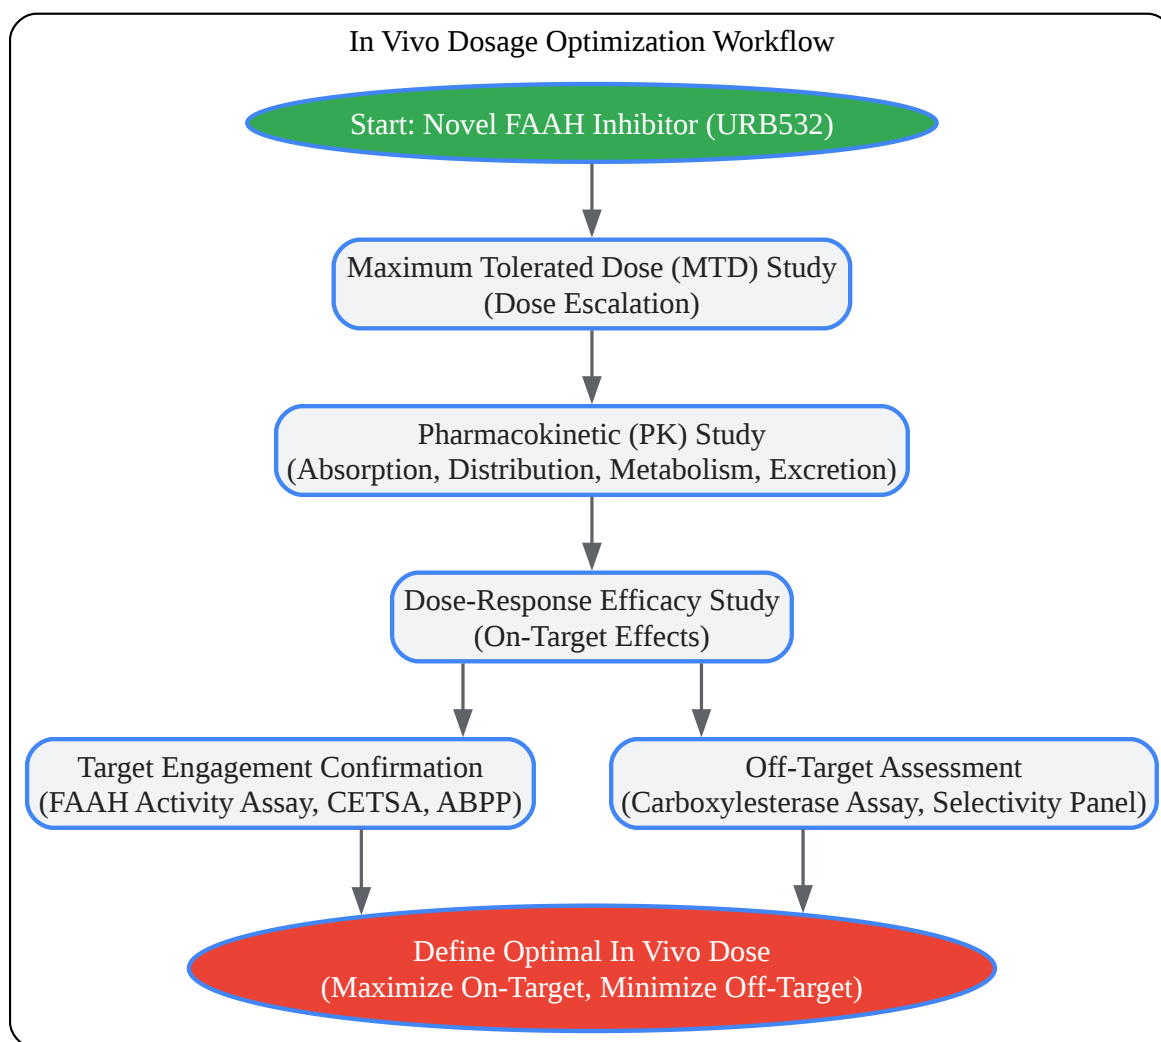 In Vivo Dosage Optimization Workflow
Start: Novel FAAH Inhibitor (URB532)
Maximum Tolerated Dose (MTD) Study
(Dose Escalation)
Pharmacokinetic (PK) Study
(Absorption, Distribution, Metabolism, Excretion)
Dose-Response Efficacy Study
(On-Target Effects)
Target Engagement Confirmation
(FAAH Activity Assay, CETSA, ABPP)
Off-Target Assessment
(Carboxylesterase Assay, Selectivity Panel)
Define Optimal In Vivo Dose
(Maximize On-Target, Minimize Off-Target)